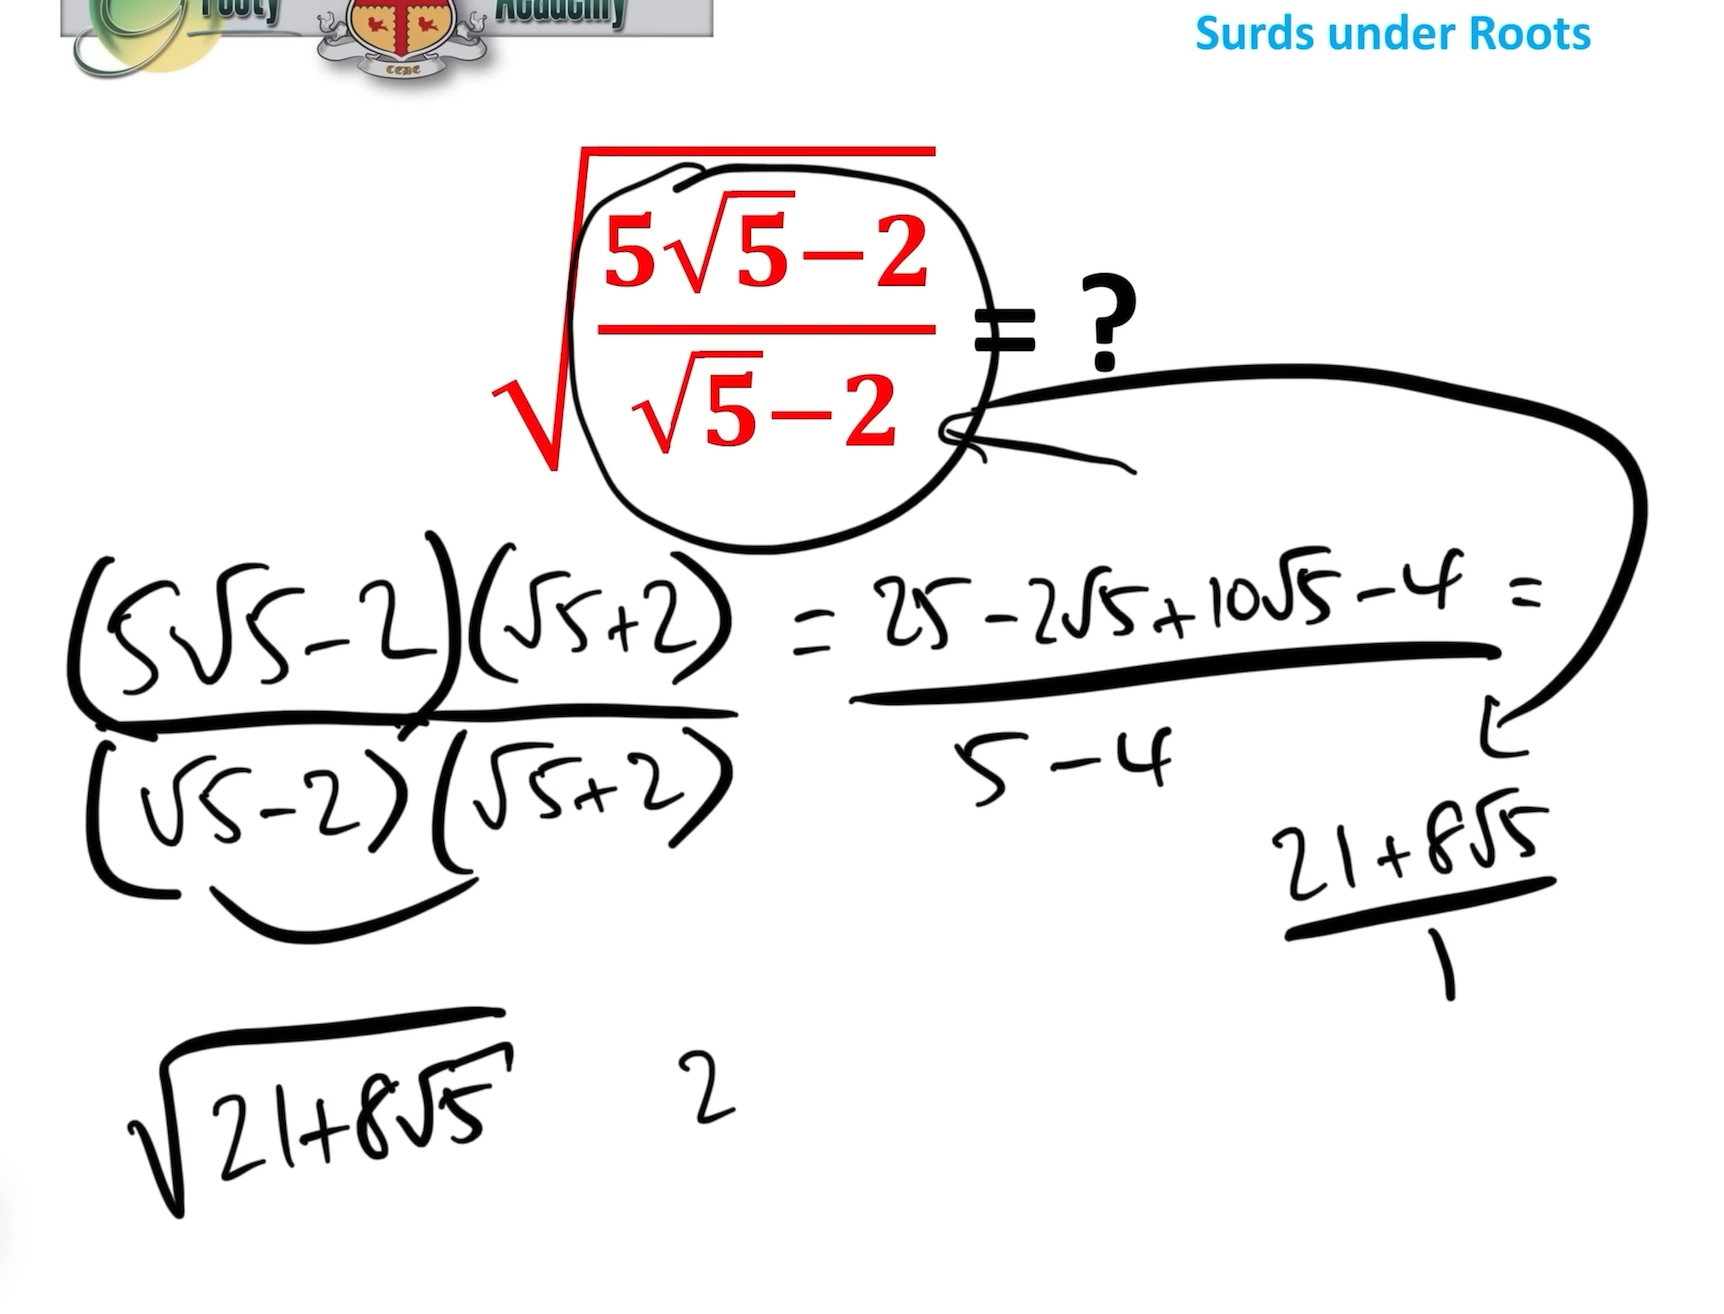 Academy
Surds under Roots
√((5√5−2)/(√5−2)) = ?
(5√5−2)(√5+2) = 25−2√5+10√5−4 =
(√5−2)(√5+2)
5−4
21+8√5
1
√(21+8√5) 2